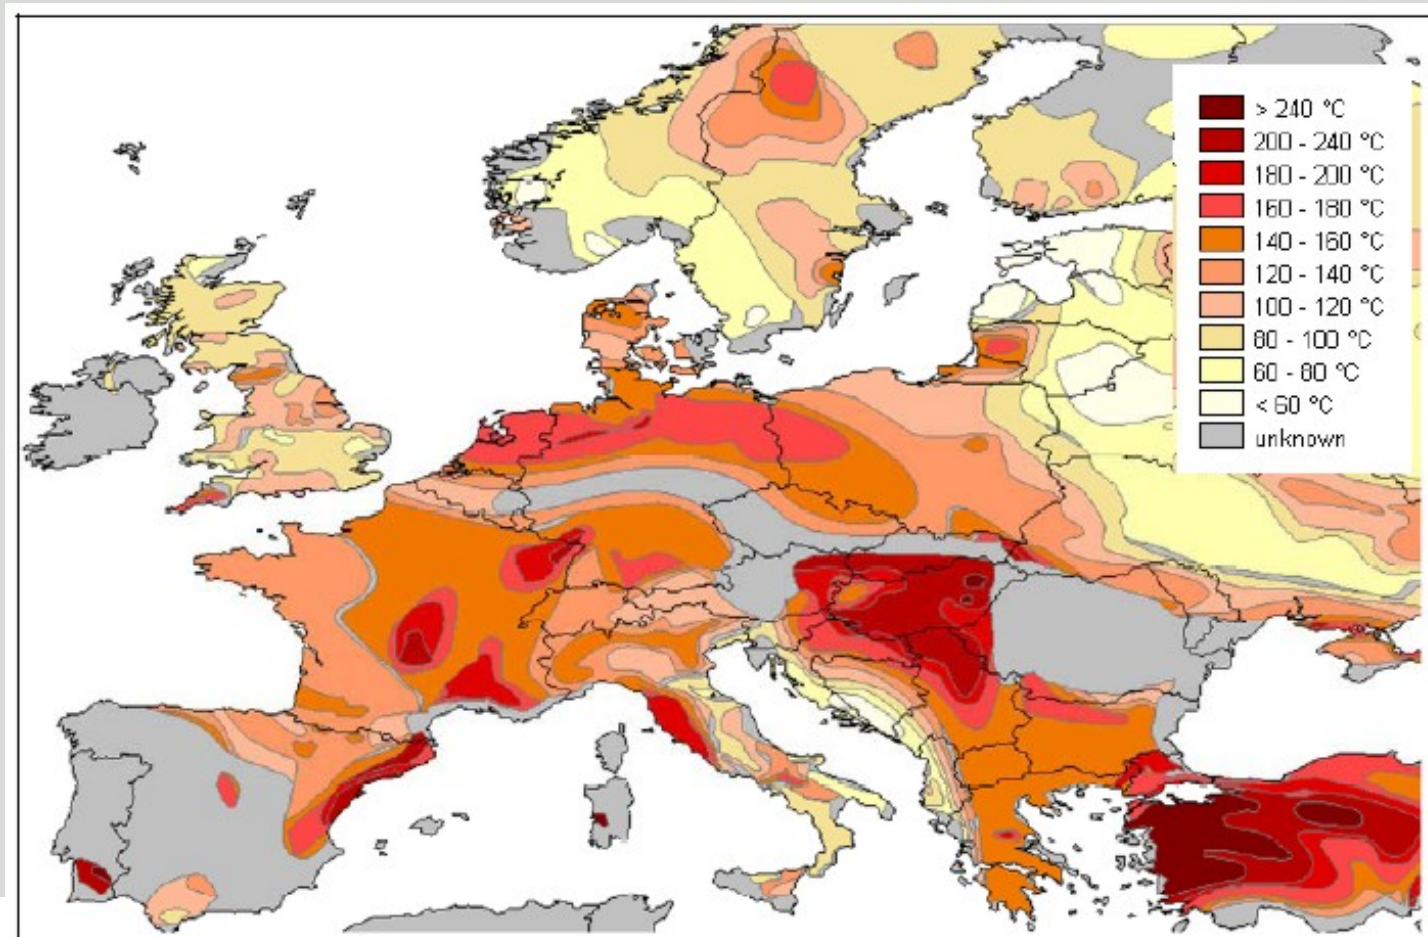 > 240 °C
200 - 240 °C
180 - 200 °C
160 - 180 °C
140 - 160 °C
120 - 140 °C
100 - 120 °C
80 - 100 °C
60 - 80 °C
< 60 °C
unknown